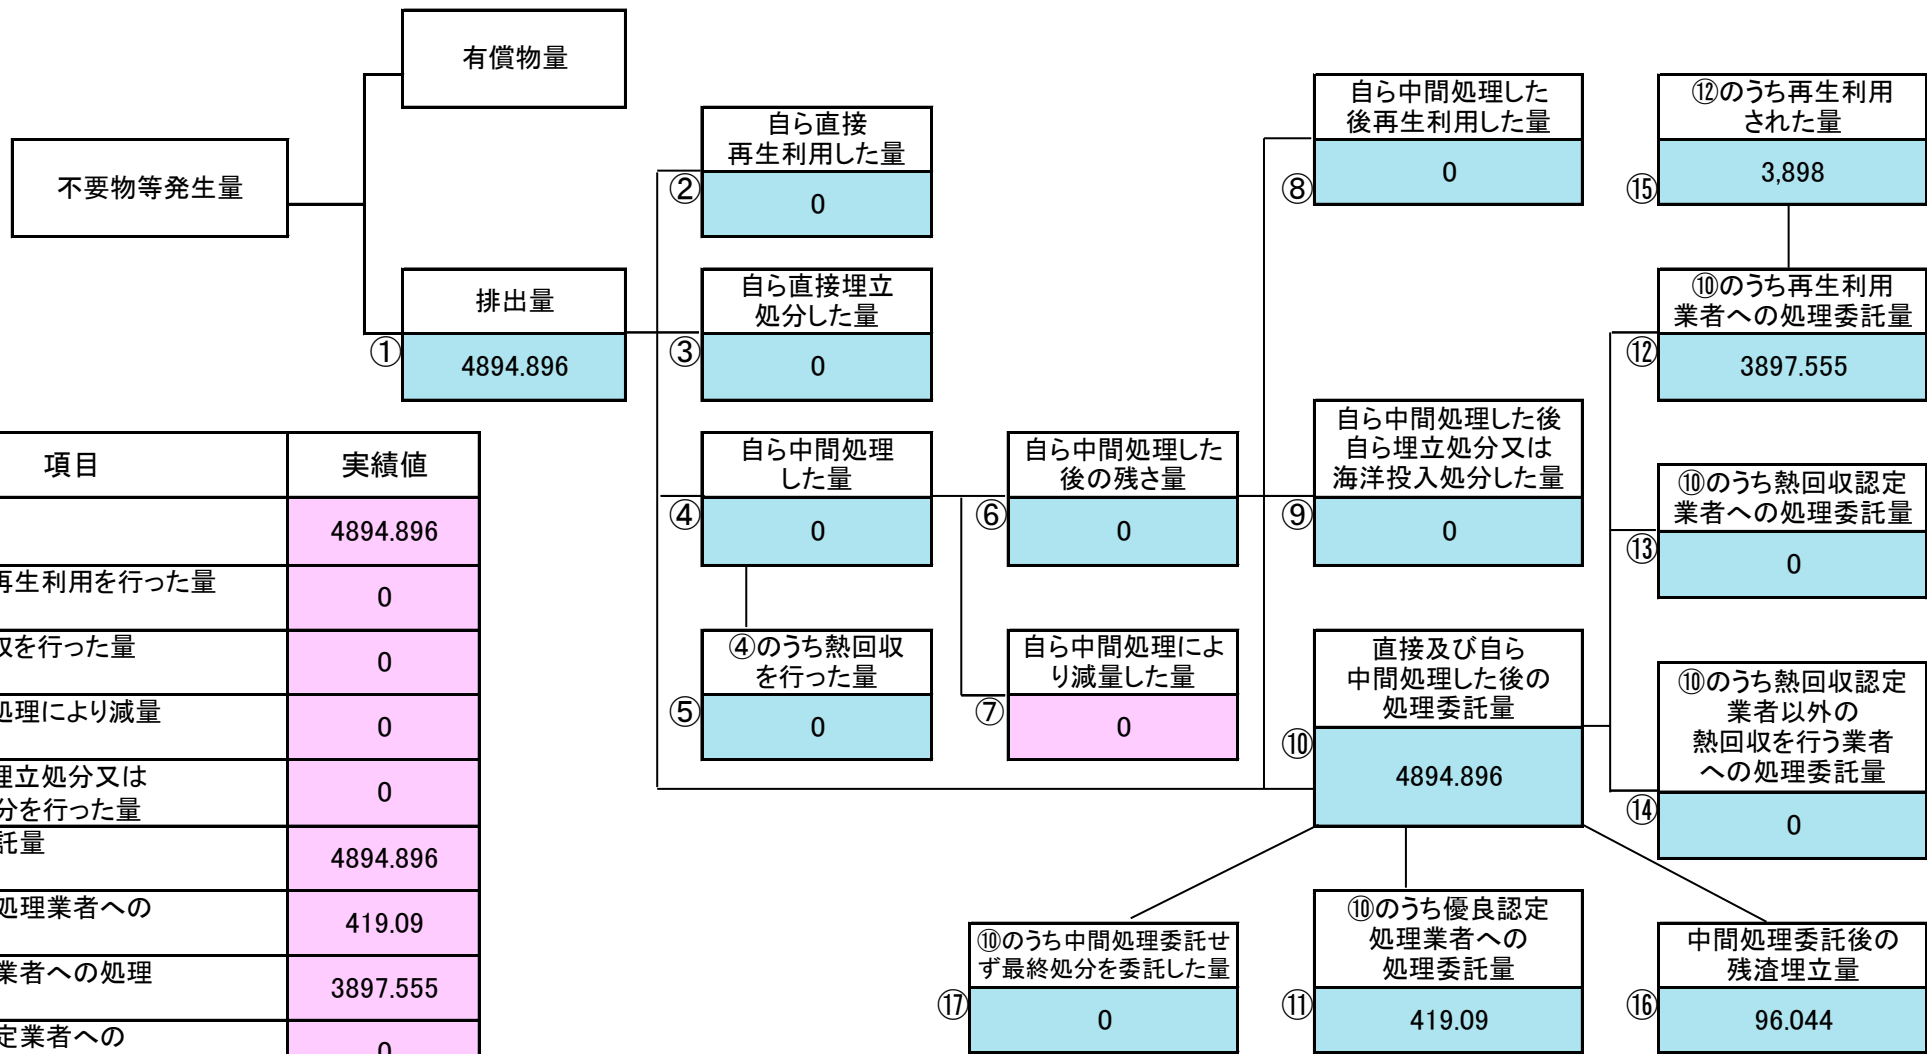 有償物量
不要物等発生量
排出量
①
4894.896
自ら直接
再生利用した量
②
0
自ら直接埋立
処分した量
③
0
自ら中間処理
した量
④
0
④のうち熱回収
を行った量
⑤
0
自ら中間処理した
後の残さ量
⑥
0
自ら中間処理によ
り減量した量
⑦
0
自ら中間処理した
後再生利用した量
⑧
0
自ら中間処理した後
自ら埋立処分又は
海洋投入処分した量
⑨
0
直接及び自ら
中間処理した後の
処理委託量
⑩
4894.896
⑫のうち再生利用
された量
⑮
3,898
⑩のうち再生利用
業者への処理委託量
⑫
3897.555
⑩のうち熱回収認定
業者への処理委託量
⑬
0
⑩のうち熱回収認定
業者以外の
熱回収を行う業者
への処理委託量
⑭
0
⑩のうち中間処理委託せ
ず最終処分を委託した量
⑰
0
⑩のうち優良認定
処理業者への
処理委託量
⑪
419.09
中間処理委託後の
残渣埋立量
⑯
96.044
項目 実績値
4894.896
再生利用を行った量
0
収を行った量
0
処理により減量
0
埋立処分又は
分を行った量
0
託量
4894.896
処理業者への
419.09
業者への処理
3897.555
定業者への
0